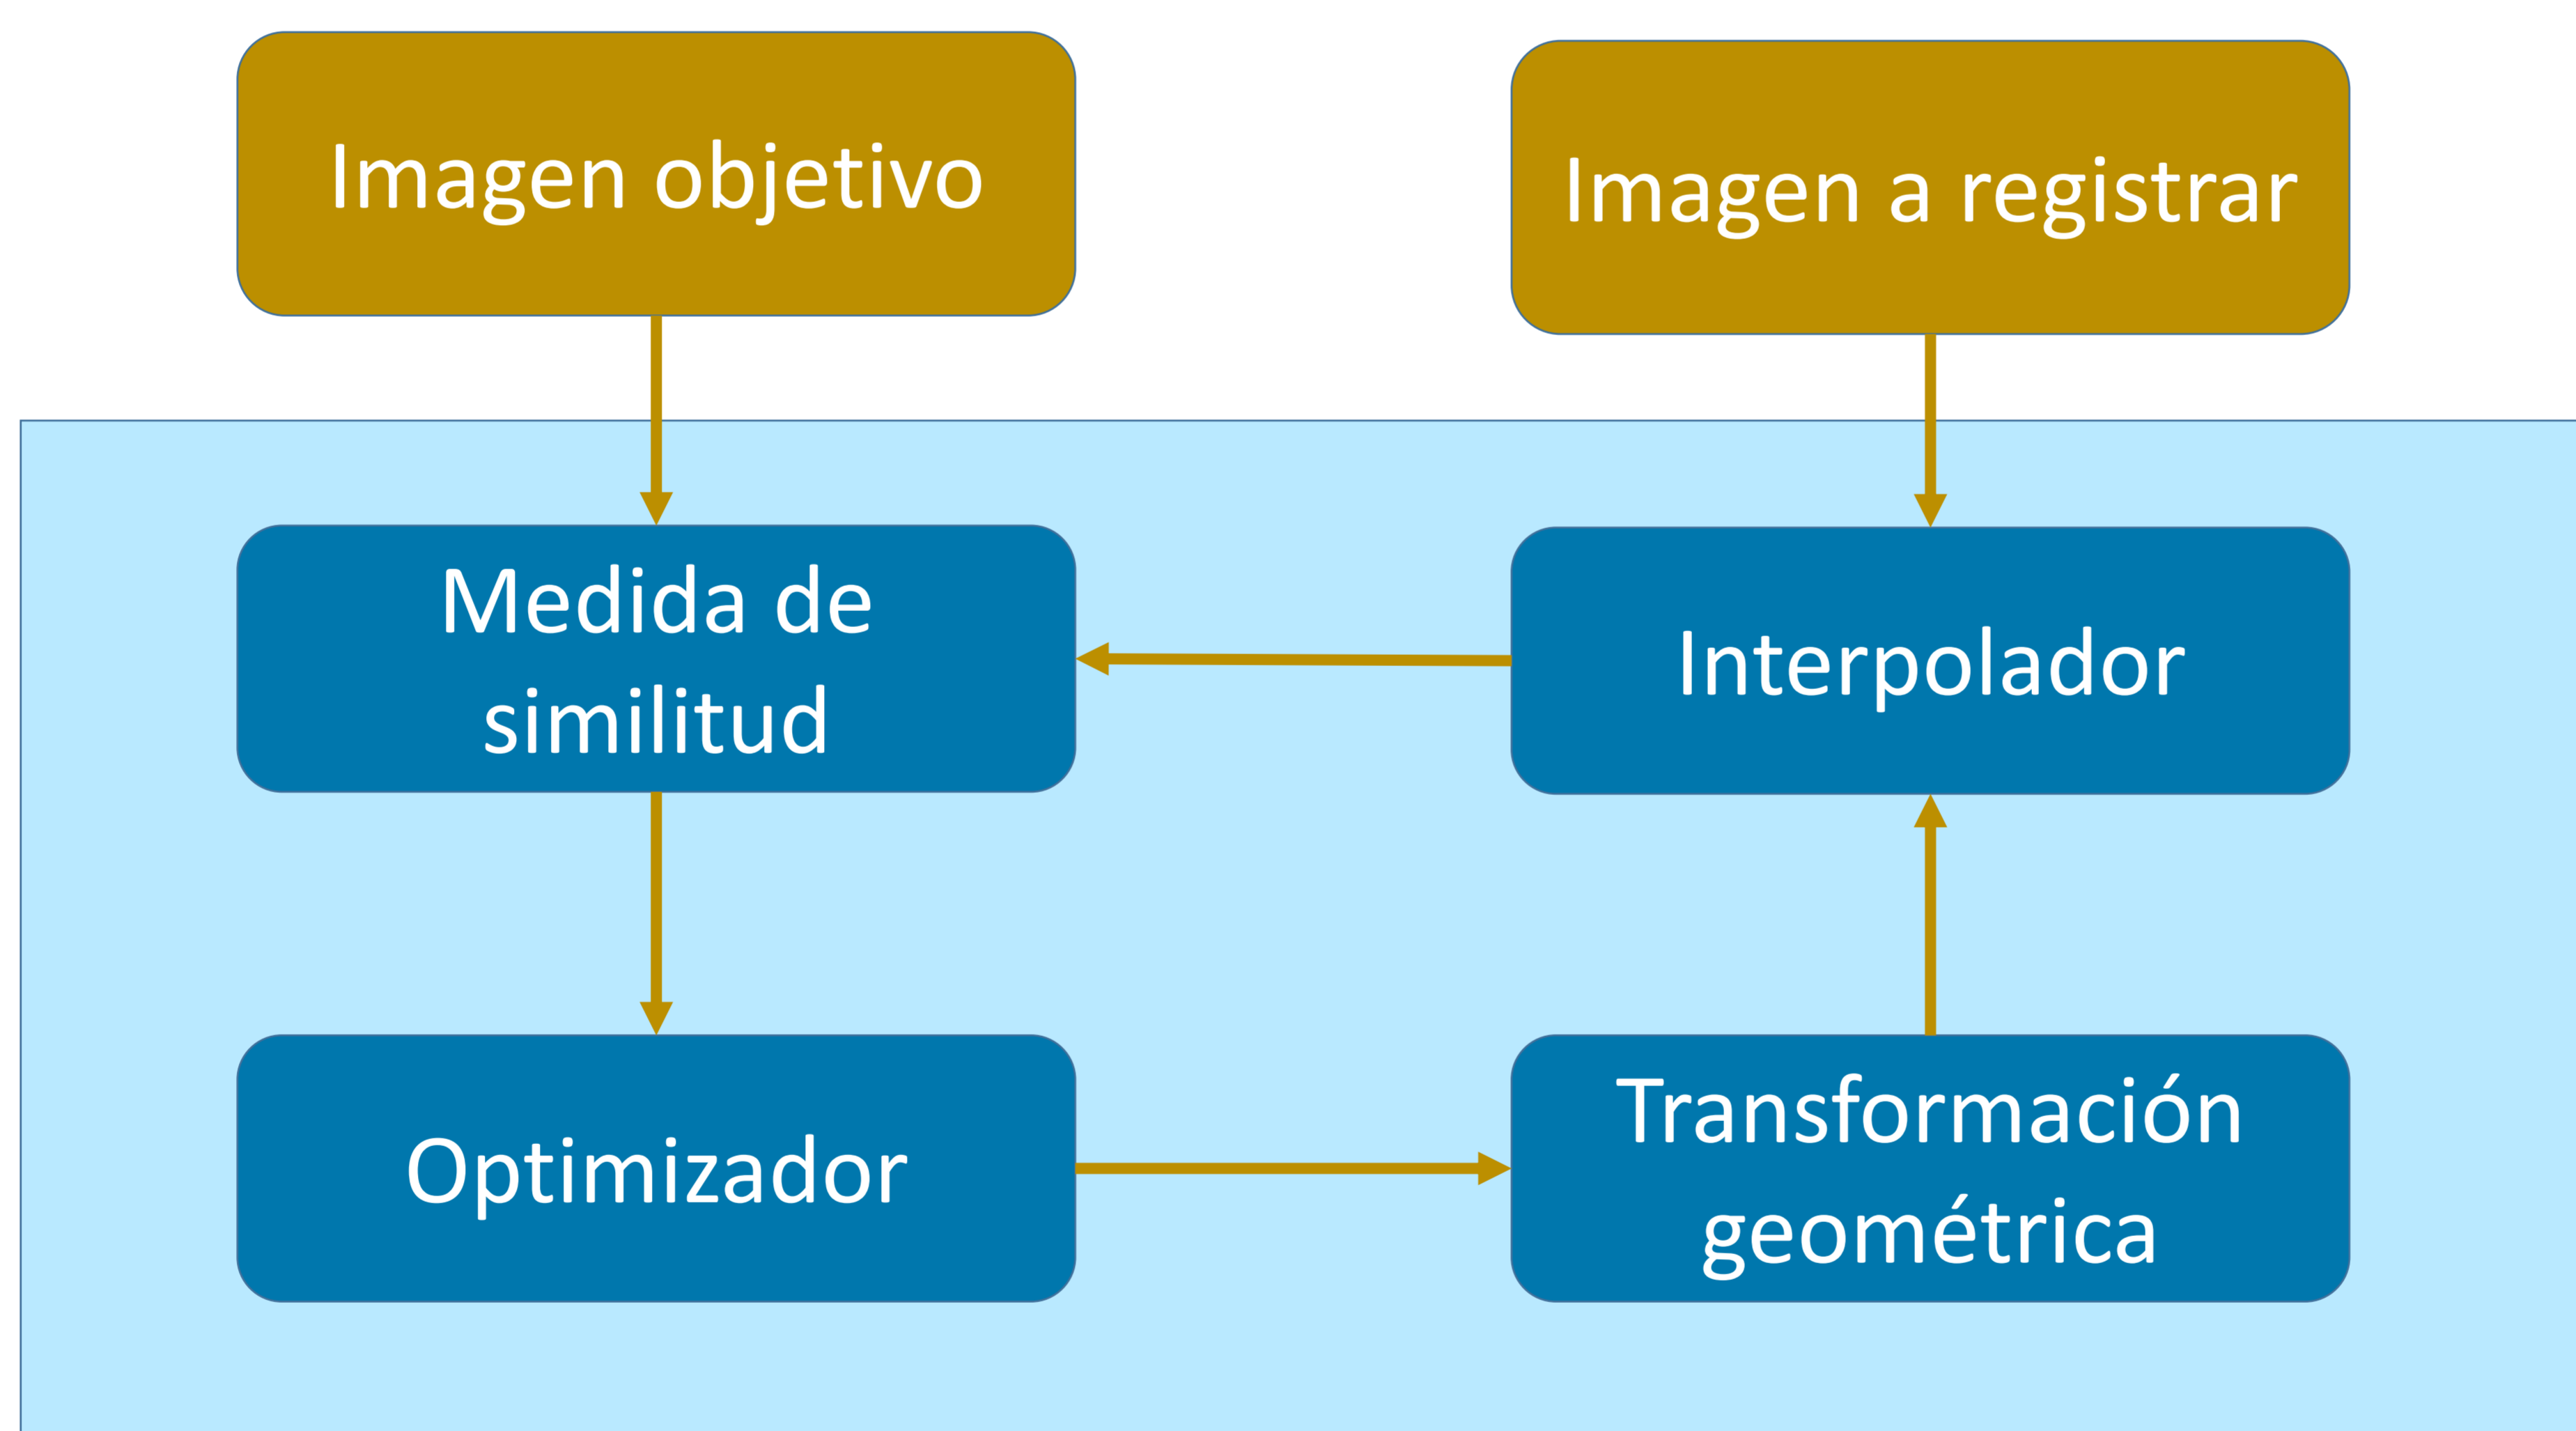 Imagen objetivo
Imagen a registrar
Medida de
similitud
Interpolador
Optimizador
Transformación
geométrica